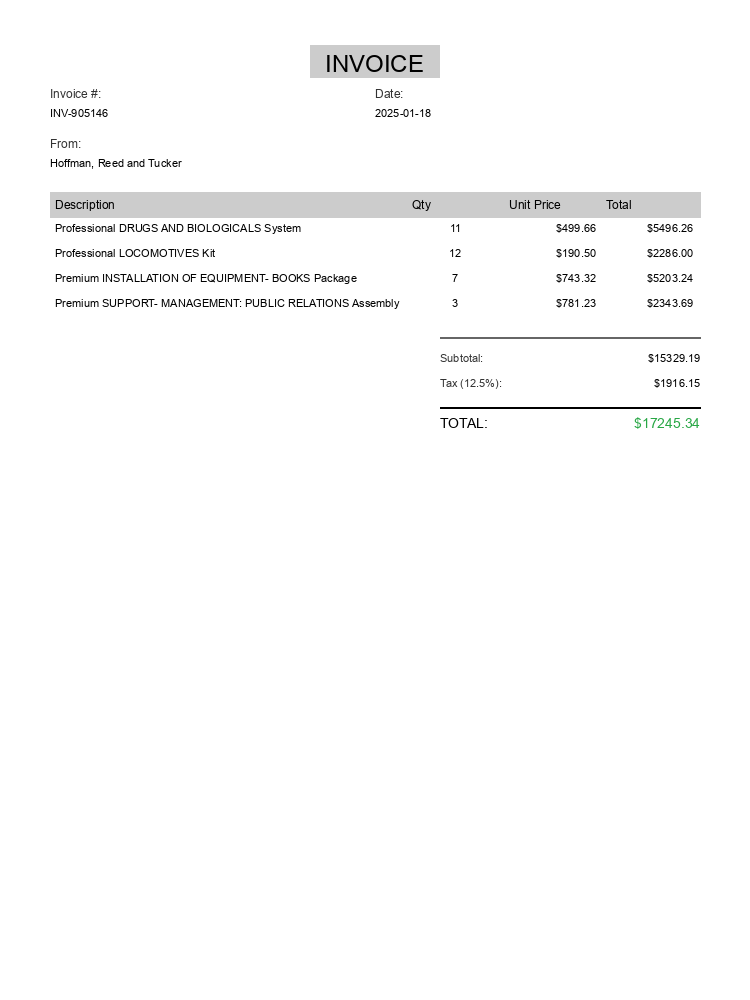 INVOICE
Invoice #: Date:
INV-905146 2025-01-18
From:
Hoffman, Reed and Tucker
Description Qty Unit Price Total
Professional DRUGS AND BIOLOGICALS System 11 $499.66 $5496.26
Professional LOCOMOTIVES Kit 12 $190.50 $2286.00
Premium INSTALLATION OF EQUIPMENT- BOOKS Package 7 $743.32 $5203.24
Premium SUPPORT- MANAGEMENT: PUBLIC RELATIONS Assembly 3 $781.23 $2343.69
Subtotal: $15329.19
Tax (12.5%): $1916.15
TOTAL: $17245.34